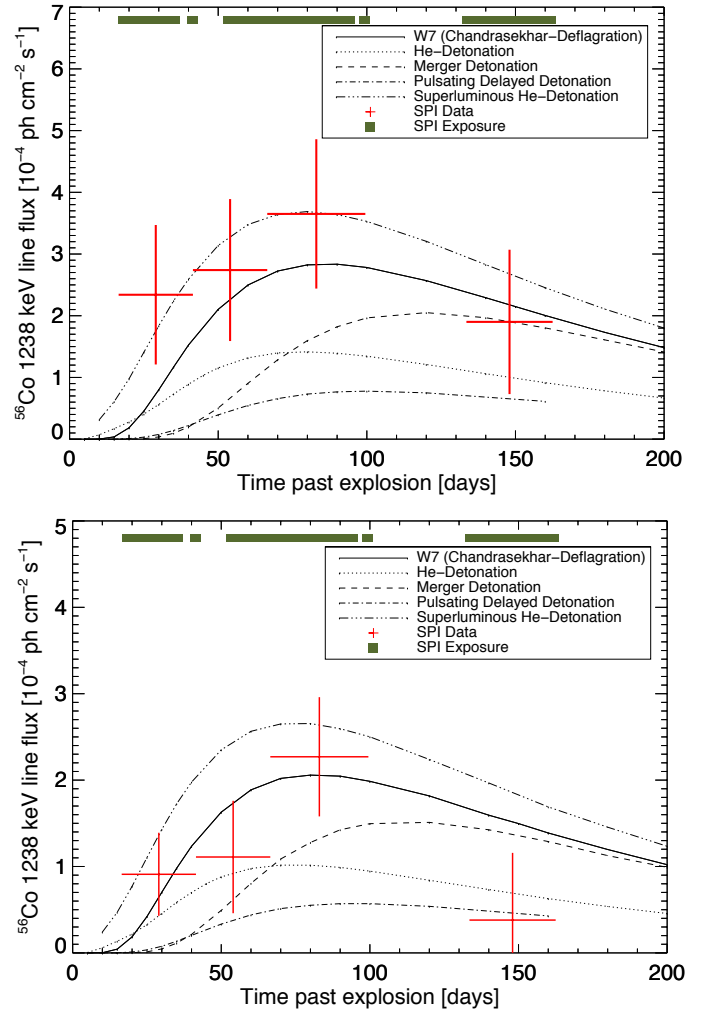 7
6
5
4
3
2
1
0
⁵⁶Co 1238 keV line flux [10⁻⁴ ph cm⁻² s⁻¹]
W7 (Chandrasekhar−Deflagration)
He−Detonation
Merger Detonation
Pulsating Delayed Detonation
Superluminous He−Detonation
SPI Data
SPI Exposure
0 50 100 150 200
Time past explosion [days]
5
4
3
2
1
0
⁵⁶Co 1238 keV line flux [10⁻⁴ ph cm⁻² s⁻¹]
W7 (Chandrasekhar−Deflagration)
He−Detonation
Merger Detonation
Pulsating Delayed Detonation
Superluminous He−Detonation
SPI Data
SPI Exposure
0 50 100 150 200
Time past explosion [days]